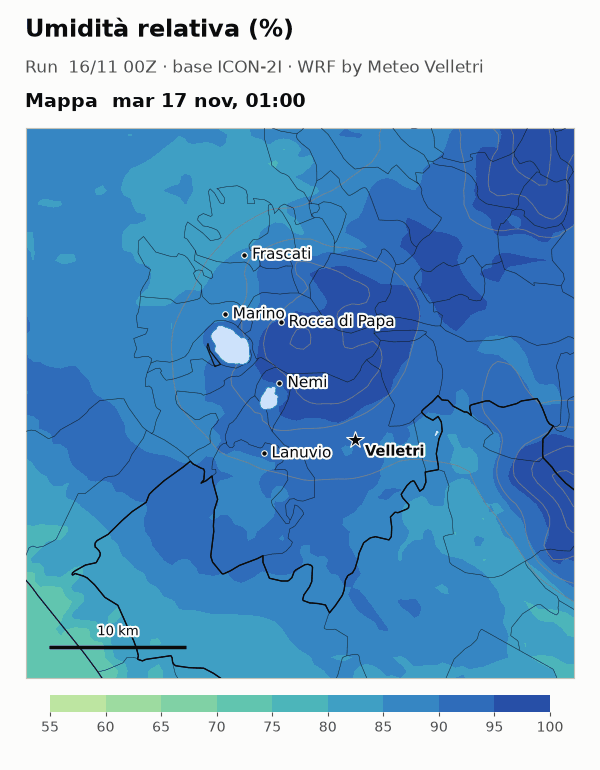 Umidità relativa (%)
Run  16/11 00Z · base ICON-2I · WRF by Meteo Velletri
Mappa  mar 17 nov, 01:00
Frascati
Marino
Rocca di Papa
Nemi
Velletri
Lanuvio
10 km
55 60 65 70 75 80 85 90 95 100